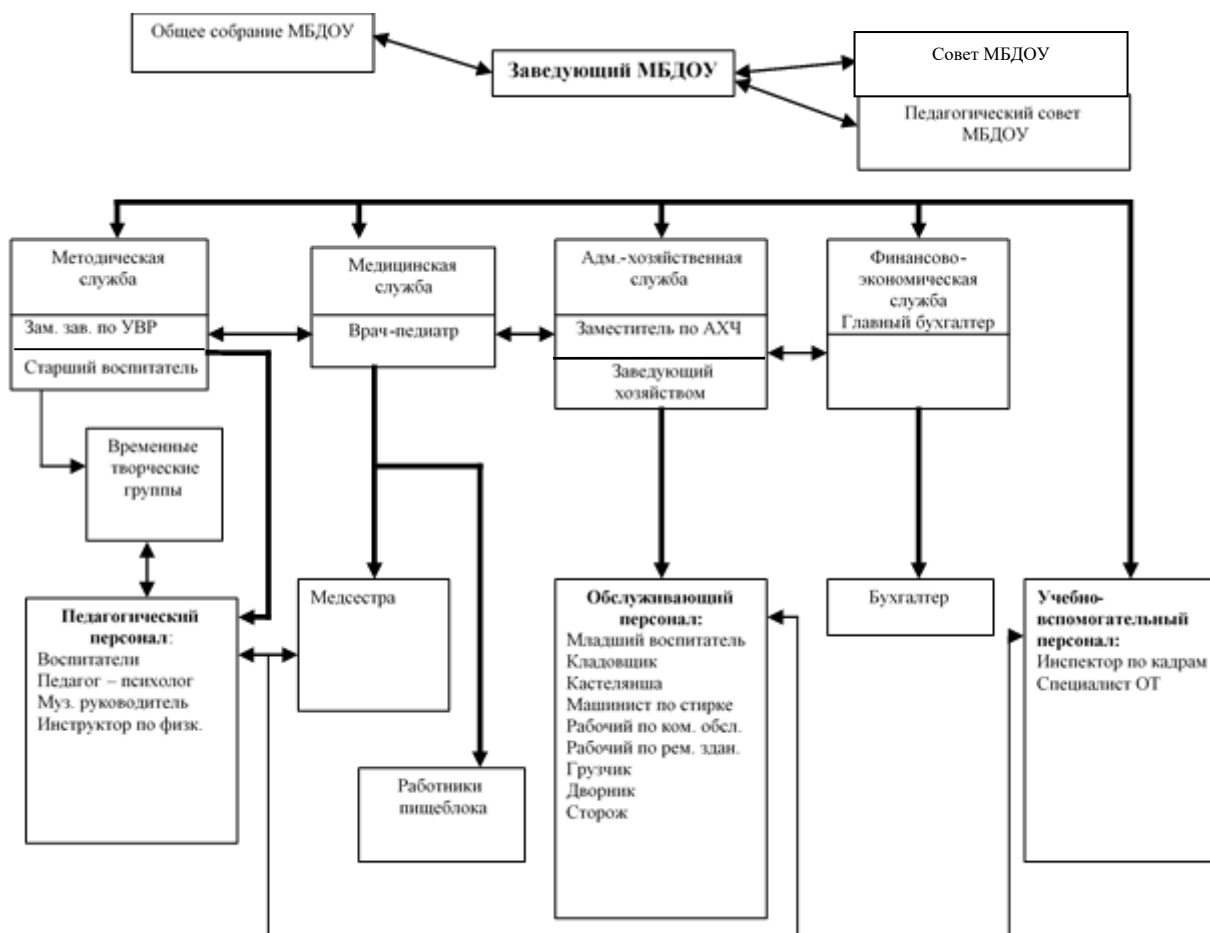 Общее собрание МБДОУ
Заведующий МБДОУ
Совет МБДОУ
Педагогический совет
МБДОУ
Методическая
служба
Зам. зав. по УВР
Старший воспитатель
Медицинская
служба
Врач-педиатр
Адм.-хозяйственная
служба
Заместитель по АХЧ
Заведующий
хозяйством
Финансово-
экономическая
служба
Главный бухгалтер
Временные
творческие
группы
Педагогический
персонал:
Воспитатели
Педагог – психолог
Муз. руководитель
Инструктор по физк.
Медсестра
Работники
пищеблока
Обслуживающий
персонал:
Младший воспитатель
Кладовщик
Кастелянша
Машинист по стирке
Рабочий по ком. обсл.
Рабочий по рем. здан.
Грузчик
Дворник
Сторож
Бухгалтер
Учебно-
вспомогательный
персонал:
Инспектор по кадрам
Специалист ОТ